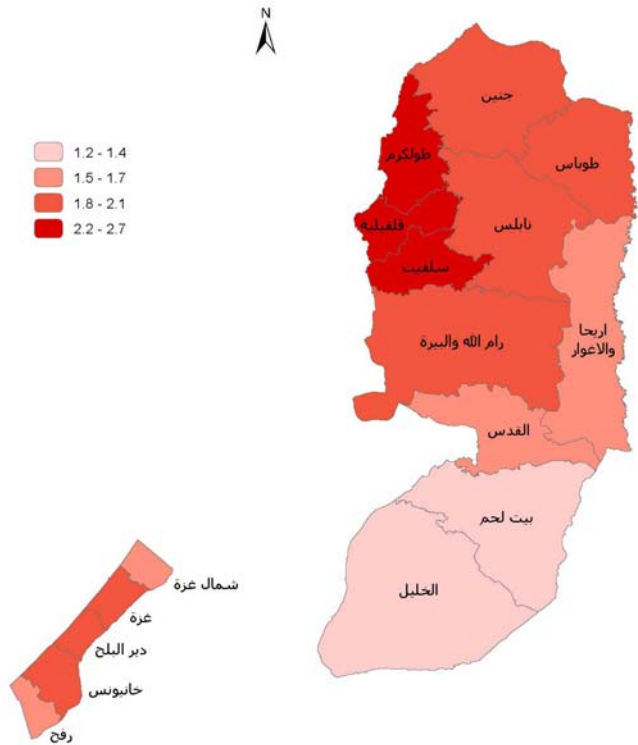 N
1.2 - 1.4
1.5 - 1.7
1.8 - 2.1
2.2 - 2.7
جنين
طولكرم
طوباس
قلقيلية
نابلس
سلفيت
رام الله والبيرة
اريحا
والاغوار
القدس
بيت لحم
الخليل
شمال غزة
غزة
دير البلح
خانيونس
رفح